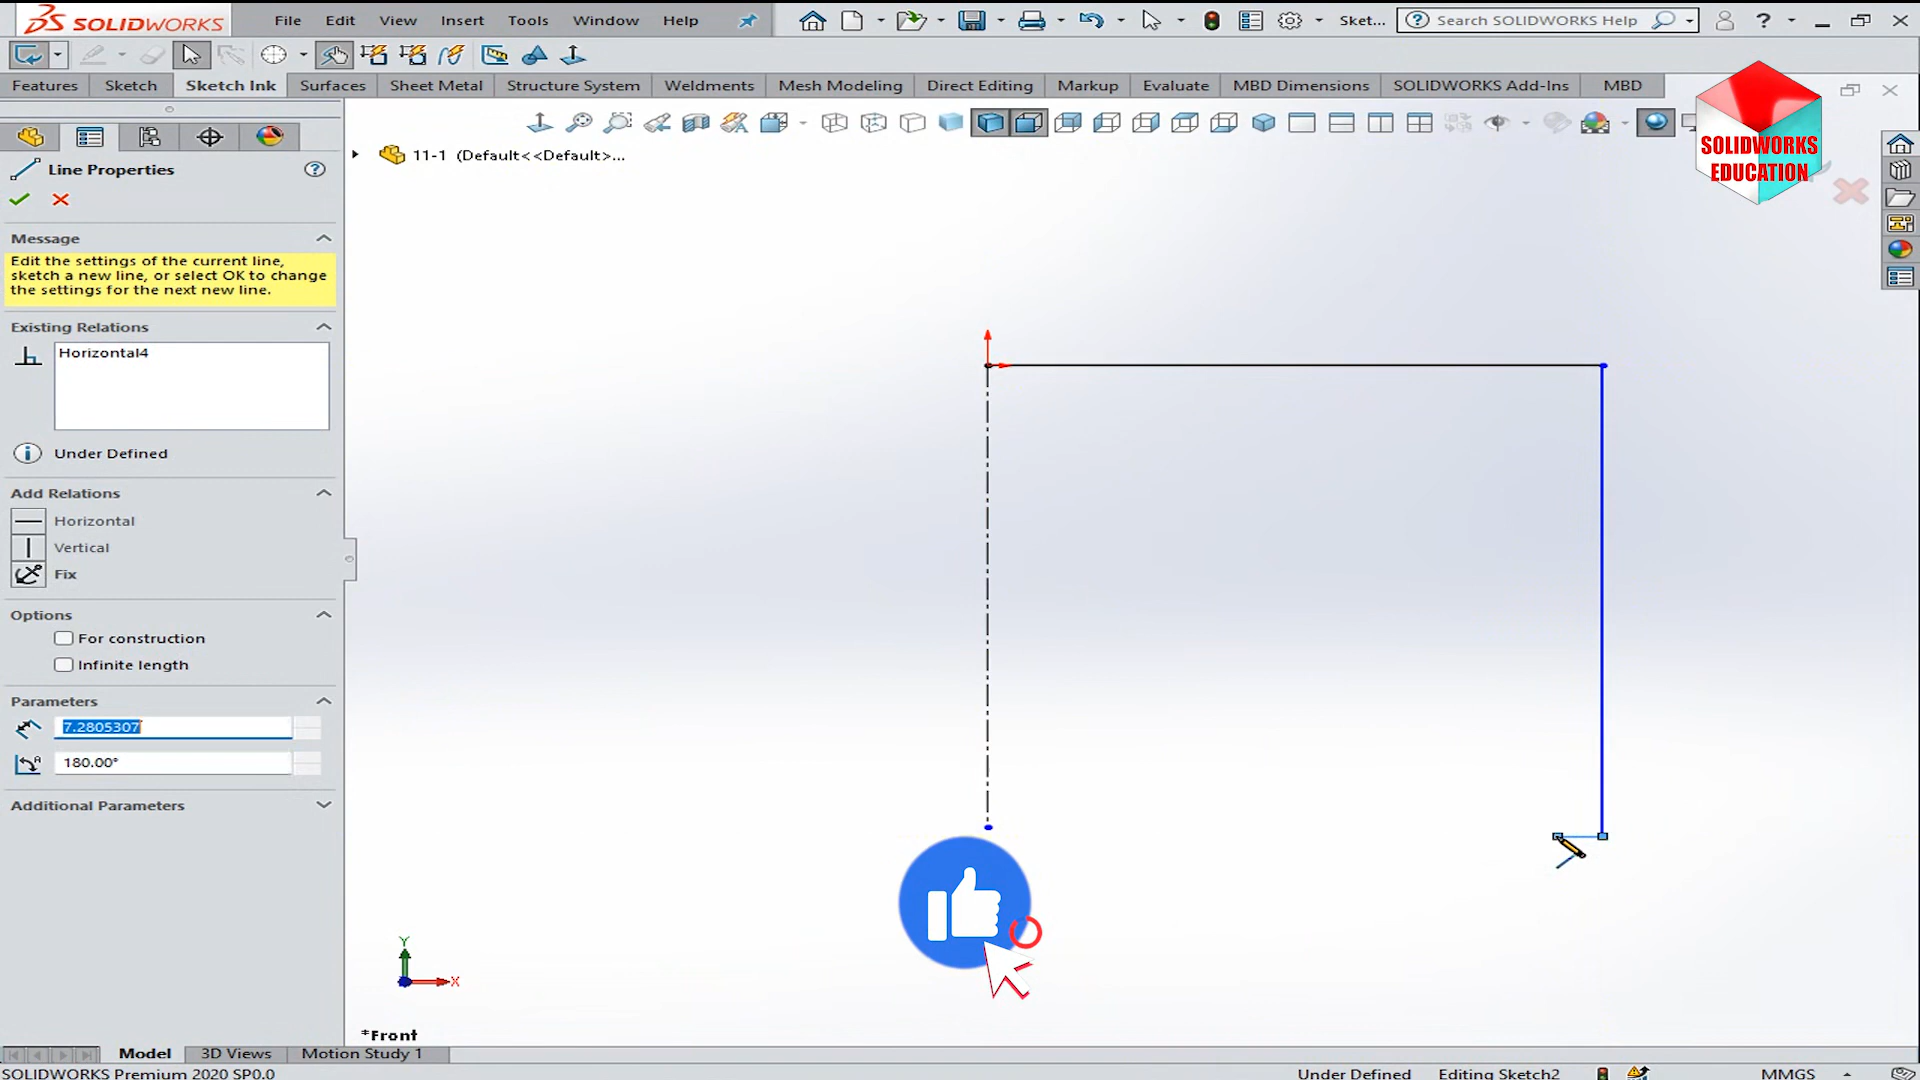 SOLIDWORKS File Edit View Insert Tools Window Help Sket... Search SOLIDWORKS Help ?
Features Sketch Sketch Ink Surfaces Sheet Metal Structure System Weldments Mesh Modeling Direct Editing Markup Evaluate MBD Dimensions SOLIDWORKS Add-Ins MBD
SOLIDWORKS
EDUCATION
11-1 (Default<<Default>...
Line Properties
Message
Edit the settings of the current line,
sketch a new line, or select OK to change
the settings for the next new line.
Existing Relations
Horizontal4
Under Defined
Add Relations
Horizontal
Vertical
Fix
Options
For construction
Infinite length
Parameters
7.2805307
180.00°
Additional Parameters
Y
X
*Front
Model 3D Views Motion Study 1
SOLIDWORKS Premium 2020 SP0.0 Under Defined Editing Sketch2 MMGS